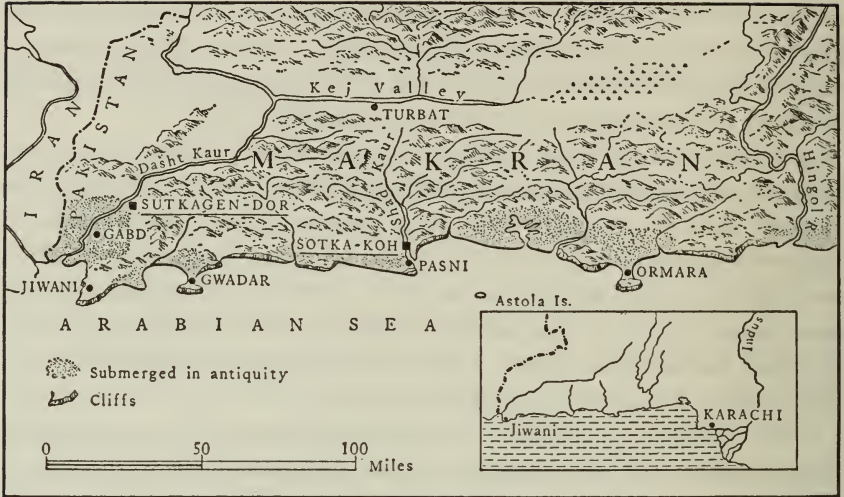 IRAN
PAKISTAN
Kej Valley
TURBAT
Dasht Kaur
MAKRAN
Shadi Kaur
Hingol R.
SUTKAGEN-DOR
GABD
SOTKA-KOH
PASNI
JIWANI
GWADAR
ORMARA
Astola Is.
ARABIAN SEA
Submerged in antiquity
Cliffs
0 50 100 Miles
Indus
KARACHI
Jiwani